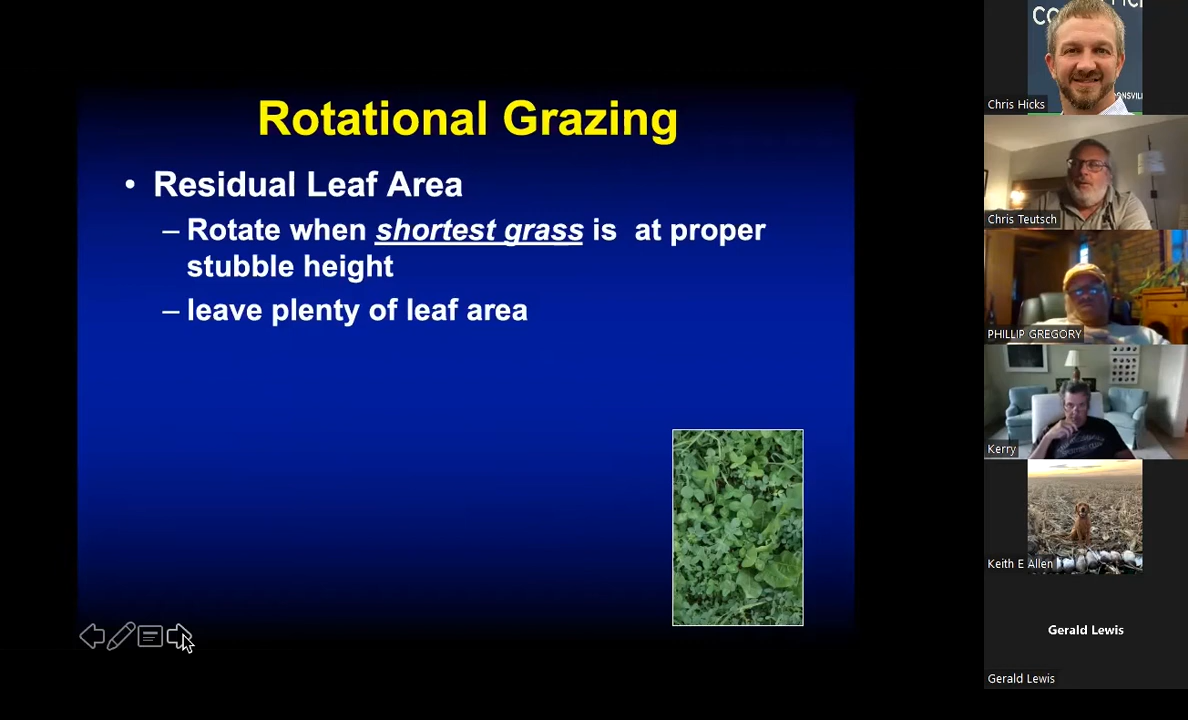 Rotational Grazing
• Residual Leaf Area
– Rotate when shortest grass is at proper
stubble height
– leave plenty of leaf area
Chris Hicks
Chris Teutsch
PHILLIP GREGORY
Kerry
Keith E Allen
Gerald Lewis
Gerald Lewis